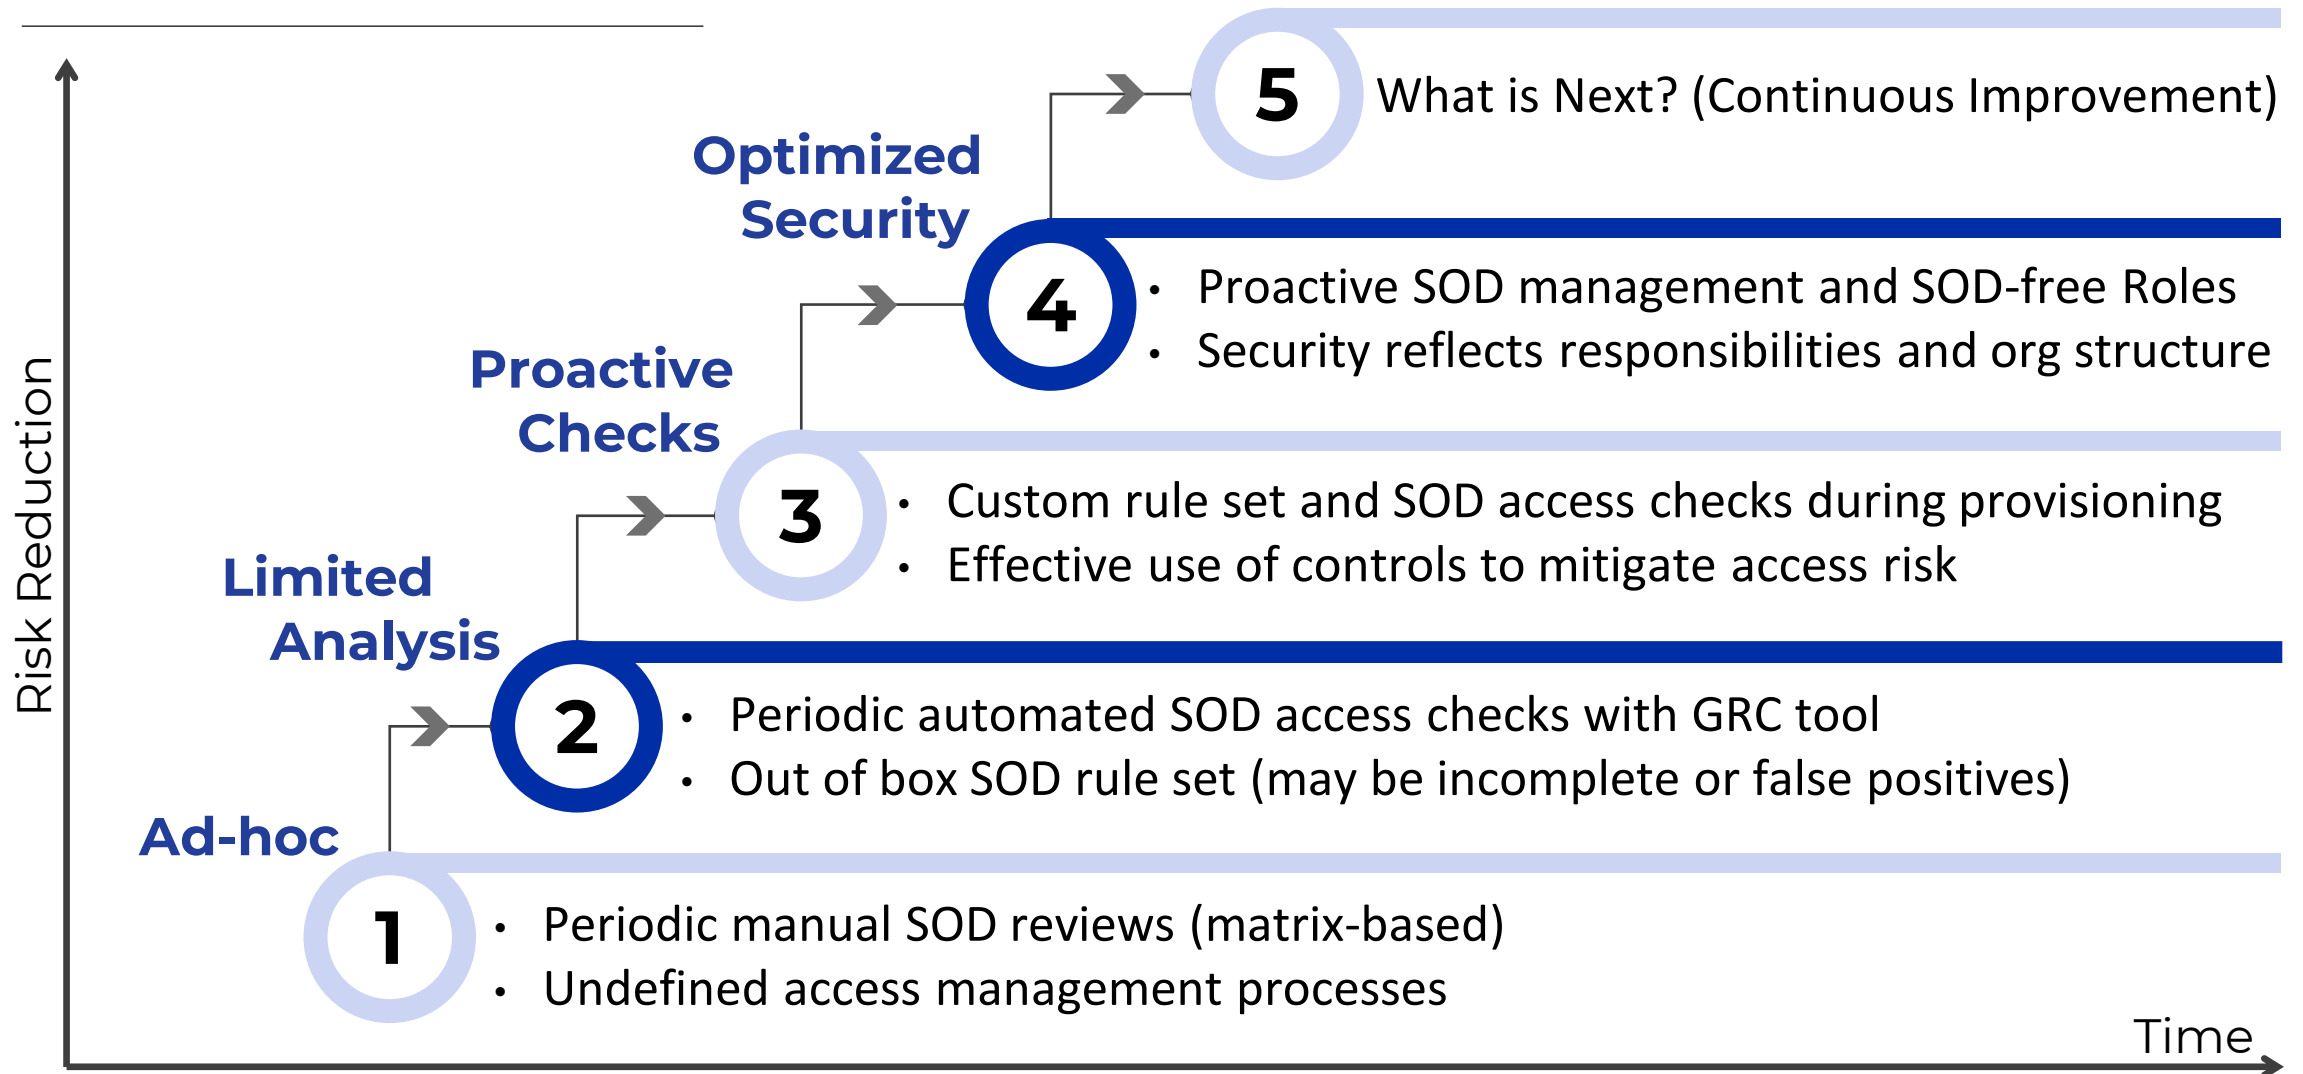 5
What is Next? (Continuous Improvement)
Optimized
Security
4
• Proactive SOD management and SOD-free Roles
• Security reflects responsibilities and org structure
Proactive
Checks
3
• Custom rule set and SOD access checks during provisioning
• Effective use of controls to mitigate access risk
Limited
Analysis
2
• Periodic automated SOD access checks with GRC tool
• Out of box SOD rule set (may be incomplete or false positives)
Ad-hoc
1
• Periodic manual SOD reviews (matrix-based)
• Undefined access management processes
Risk Reduction
Time